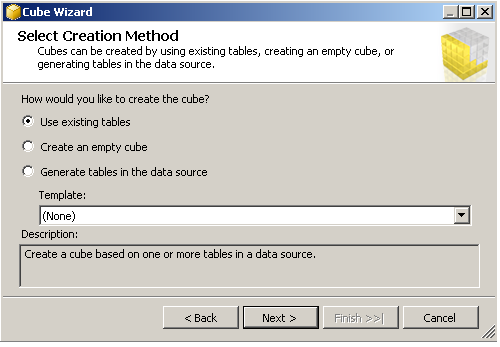 Cube Wizard
Select Creation Method
Cubes can be created by using existing tables, creating an empty cube, or
generating tables in the data source.
How would you like to create the cube?
Use existing tables
Create an empty cube
Generate tables in the data source
Template:
(None)
Description:
Create a cube based on one or more tables in a data source.
< Back Next > Finish >>| Cancel